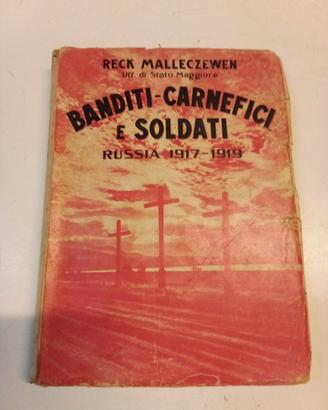 RECK MALLECZEWEN
Uff. di Stato Maggiore
BANDITI-CARNEFICI
E SOLDATI
RUSSIA 1917-1919